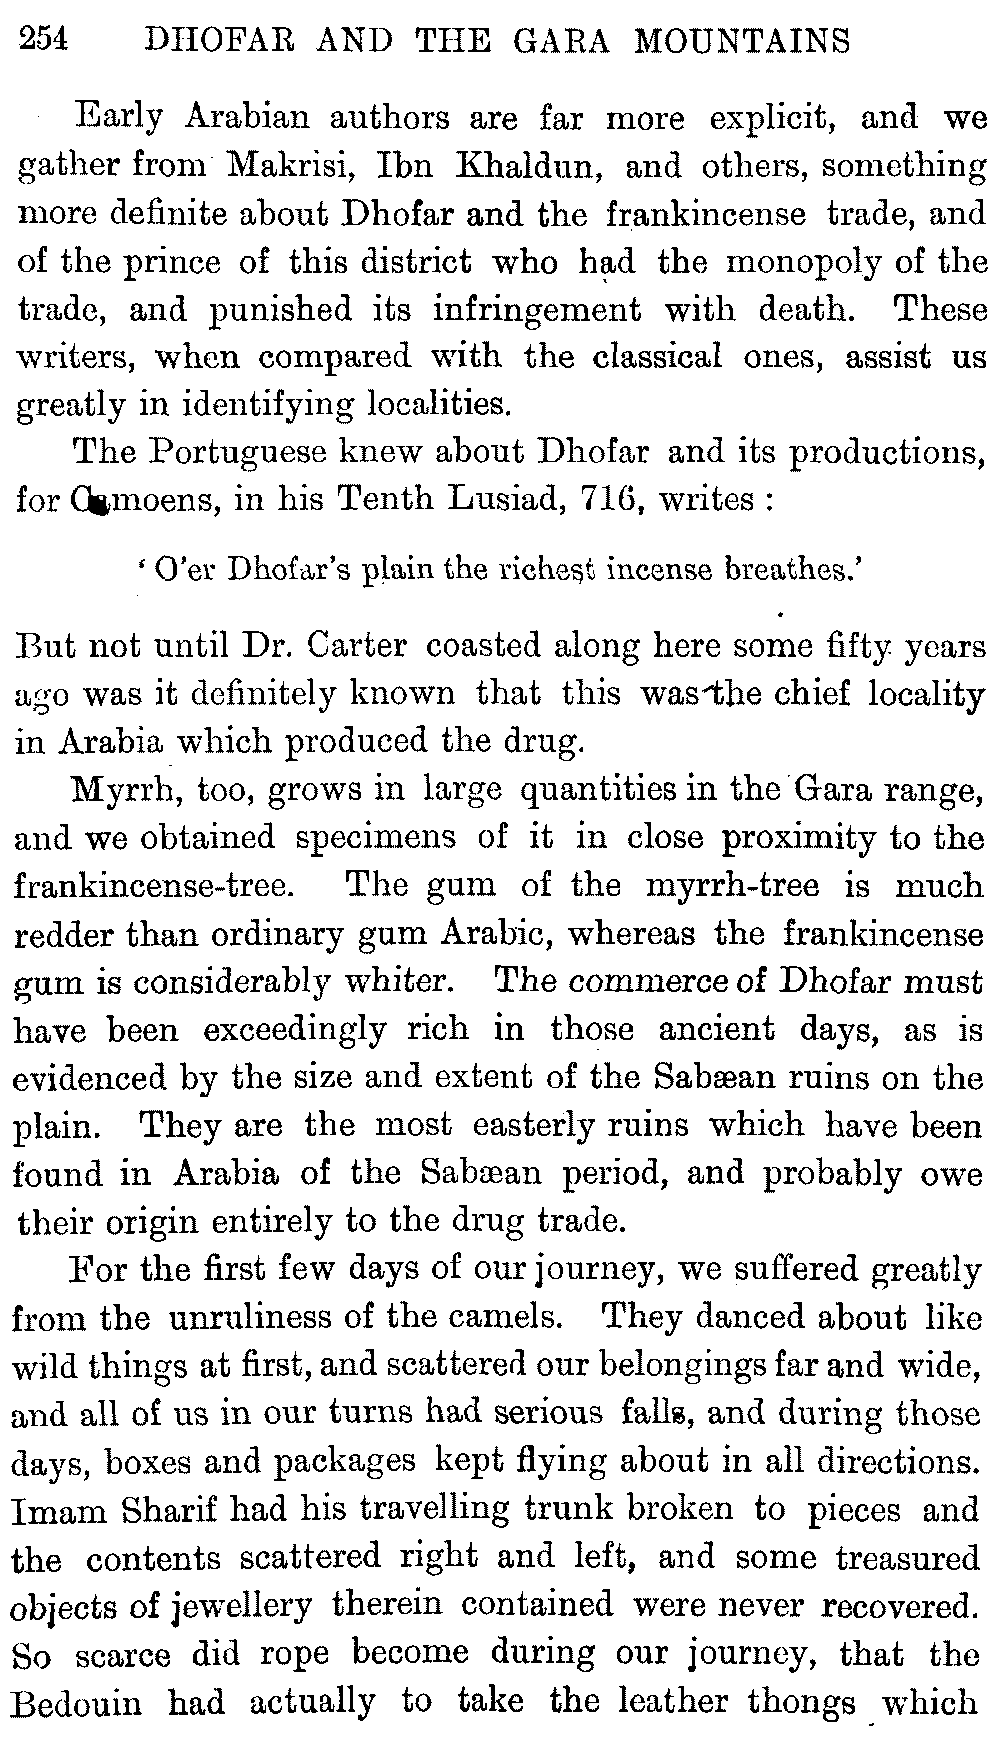 254 DHOFAR AND THE GARA MOUNTAINS
Early Arabian authors are far more explicit, and we
gather from Makrisi, Ibn Khaldun, and others, something
more definite about Dhofar and the frankincense trade, and
of the prince of this district who had the monopoly of the
trade, and punished its infringement with death. These
writers, when compared with the classical ones, assist us
greatly in identifying localities.
The Portuguese knew about Dhofar and its productions,
for Camoens, in his Tenth Lusiad, 716, writes :
‘ O’er Dhofar’s plain the richest incense breathes.’
But not until Dr. Carter coasted along here some fifty years
ago was it definitely known that this was the chief locality
in Arabia which produced the drug.
Myrrh, too, grows in large quantities in the Gara range,
and we obtained specimens of it in close proximity to the
frankincense-tree. The gum of the myrrh-tree is much
redder than ordinary gum Arabic, whereas the frankincense
gum is considerably whiter. The commerce of Dhofar must
have been exceedingly rich in those ancient days, as is
evidenced by the size and extent of the Sabæan ruins on the
plain. They are the most easterly ruins which have been
found in Arabia of the Sabæan period, and probably owe
their origin entirely to the drug trade.
For the first few days of our journey, we suffered greatly
from the unruliness of the camels. They danced about like
wild things at first, and scattered our belongings far and wide,
and all of us in our turns had serious falls, and during those
days, boxes and packages kept flying about in all directions.
Imam Sharif had his travelling trunk broken to pieces and
the contents scattered right and left, and some treasured
objects of jewellery therein contained were never recovered.
So scarce did rope become during our journey, that the
Bedouin had actually to take the leather thongs which